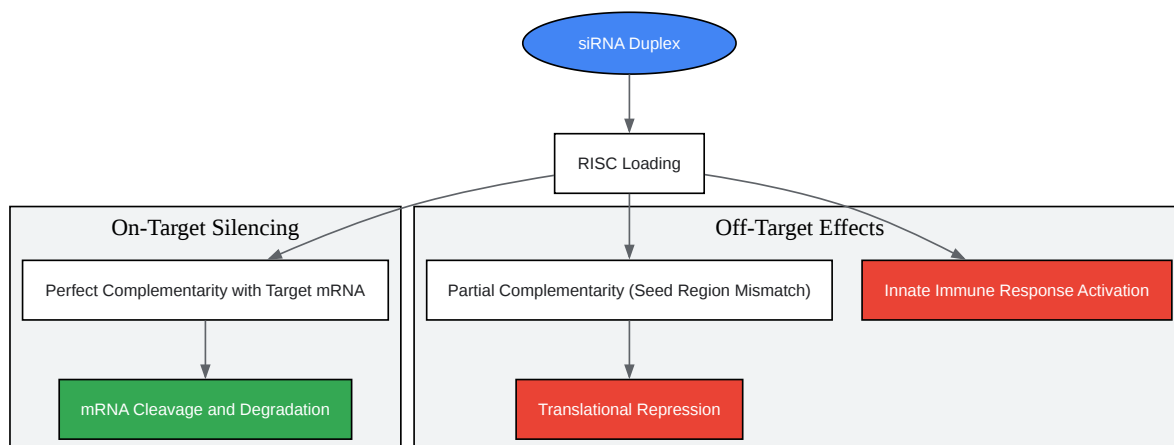 siRNA Duplex
RISC Loading
On-Target Silencing
Off-Target Effects
Perfect Complementarity with Target mRNA
Partial Complementarity (Seed Region Mismatch)
Innate Immune Response Activation
mRNA Cleavage and Degradation
Translational Repression